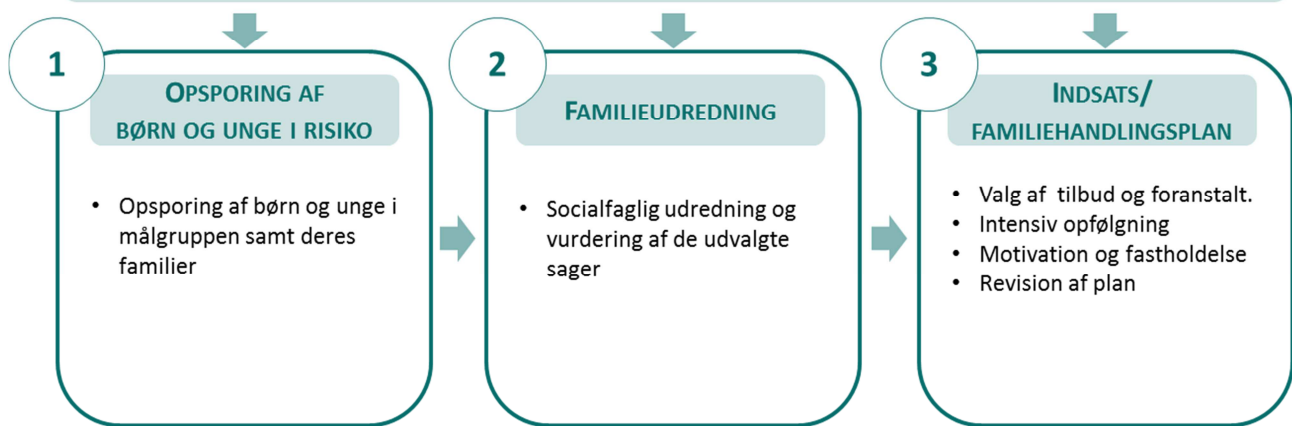 1
OPSPORING AF
BØRN OG UNGE I RISIKO
• Opsporing af børn og unge i
målgruppen samt deres
familier
2
FAMILIEUDREDNING
• Socialfaglig udredning og
vurdering af de udvalgte
sager
3
INDSATS/
FAMILIEHANDLINGSPLAN
• Valg af tilbud og foranstalt.
• Intensiv opfølgning
• Motivation og fastholdelse
• Revision af plan